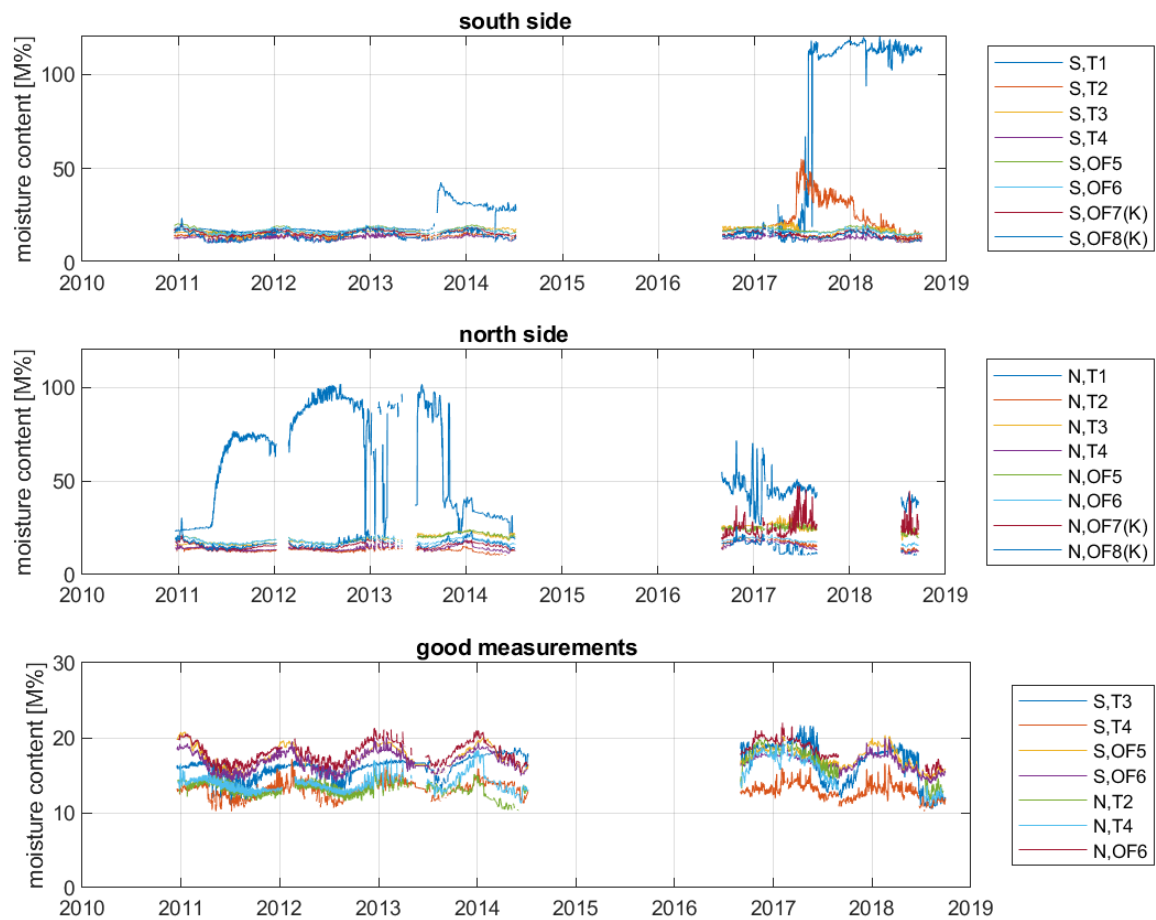 south side
moisture content [M%]
100
50
0
2010 2011 2012 2013 2014 2015 2016 2017 2018 2019
S,T1
S,T2
S,T3
S,T4
S,OF5
S,OF6
S,OF7(K)
S,OF8(K)
north side
moisture content [M%]
100
50
0
2010 2011 2012 2013 2014 2015 2016 2017 2018 2019
N,T1
N,T2
N,T3
N,T4
N,OF5
N,OF6
N,OF7(K)
N,OF8(K)
good measurements
moisture content [M%]
30
20
10
0
2010 2011 2012 2013 2014 2015 2016 2017 2018 2019
S,T3
S,T4
S,OF5
S,OF6
N,T2
N,T4
N,OF6